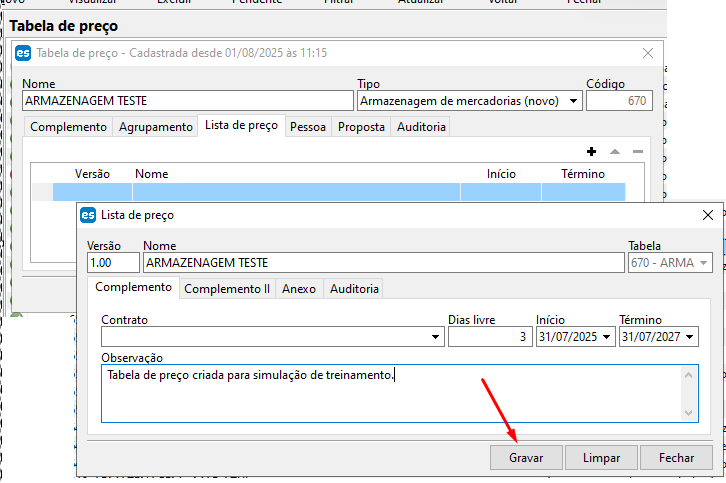 Visualizar Excluir Pendente Filtrar Atualizar Voltar Fechar
Tabela de preço
es Tabela de preço - Cadastrada desde 01/08/2025 às 11:15
Nome Tipo Código
ARMAZENAGEM TESTE Armazenagem de mercadorias (novo) 670
Complemento Agrupamento Lista de preço Pessoa Proposta Auditoria
Versão Nome Início Término
es Lista de preço
Versão Nome Tabela
1.00 ARMAZENAGEM TESTE 670 - ARMA
Complemento Complemento II Anexo Auditoria
Contrato Dias livre Início Término
3 31/07/2025 31/07/2027
Observação
Tabela de preço criada para simulação de treinamento.
Gravar Limpar Fechar